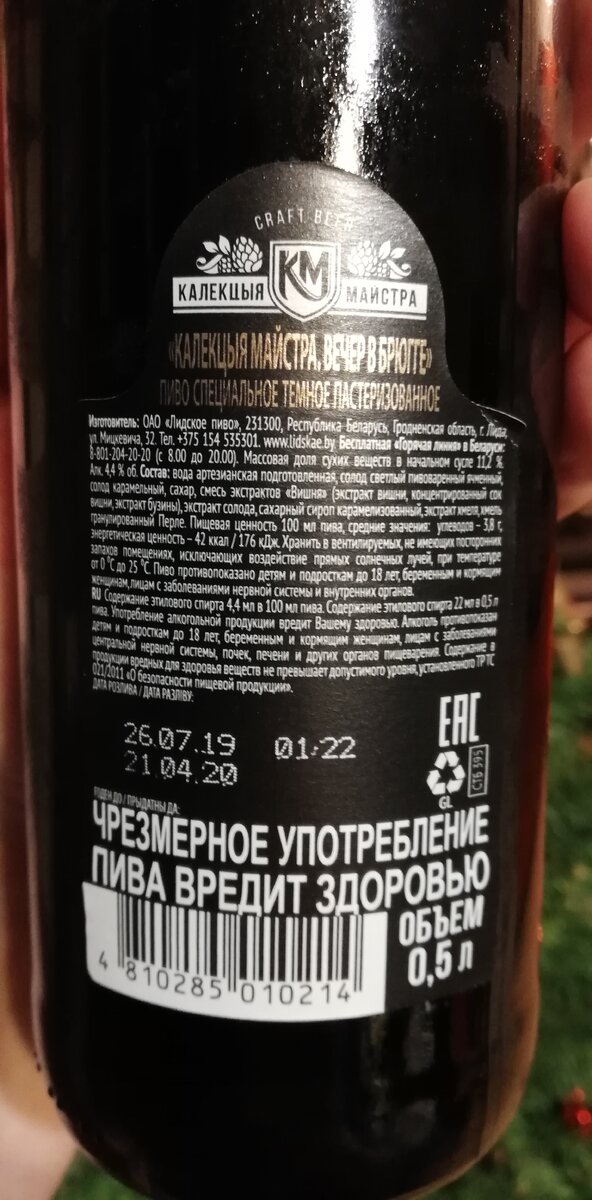 CRAFT BEER
КМ
КАЛЕКЦЫЯ МАЙСТРА
«КАЛЕКЦЫЯ МАЙСТРА. ВЕЧЕР В БРЮГГЕ»
ПИВО СПЕЦИАЛЬНОЕ ТЕМНОЕ ПАСТЕРИЗОВАННОЕ
Изготовитель: ОАО «Лидское пиво», 231300, Республика Беларусь, Гродненская область, г. Лида,
ул. Мицкевича, 32. Тел. +375 154 535301. www.lidskae.by Бесплатная «Горячая линия» в Беларуси:
8-801-204-20-20 (с 8.00 до 20.00). Массовая доля сухих веществ в начальном сусле 11,2 %.
Алк. 4,4 % об. Состав: вода артезианская подготовленная, солод светлый пивоваренный ячменный,
солод карамельный, сахар, смесь экстрактов «Вишня» (экстракт вишни, концентрированный сок
вишни, экстракт бузины), экстракт солода, сахарный сироп карамелизованный, экстракт хмеля, хмель
гранулированный Перле. Пищевая ценность 100 мл пива, средние значения: углеводов – 3,8 г,
энергетическая ценность – 42 ккал / 176 кДж. Хранить в вентилируемых, не имеющих посторонних
запахов помещениях, исключающих воздействие прямых солнечных лучей, при температуре
от 0 °С до 25 °С. Пиво противопоказано детям и подросткам до 18 лет, беременным и кормящим
женщинам, лицам с заболеваниями нервной системы и внутренних органов.
RU Содержание этилового спирта 4,4 мл в 100 мл пива. Содержание этилового спирта 22 мл в 0,5 л
пива. Употребление алкогольной продукции вредит Вашему здоровью. Алкоголь противопоказан
детям и подросткам до 18 лет, беременным и кормящим женщинам, лицам с заболеваниями
центральной нервной системы, почек, печени и других органов пищеварения. Содержание в
продукции вредных для здоровья веществ не превышает допустимого уровня, установленного ТР ТС
021/2011 «О безопасности пищевой продукции».
ДАТА РОЗЛИВА / ДАТА РАЗЛІВУ:
26.07.19 01:22
21.04.20
ГОДЕН ДО / ПРЫДАТНЫ ДА:
EAC
GL
СТБ 395
ЧРЕЗМЕРНОЕ УПОТРЕБЛЕНИЕ
ПИВА ВРЕДИТ ЗДОРОВЬЮ
ОБЪЕМ
0,5 л
4 810285 010214